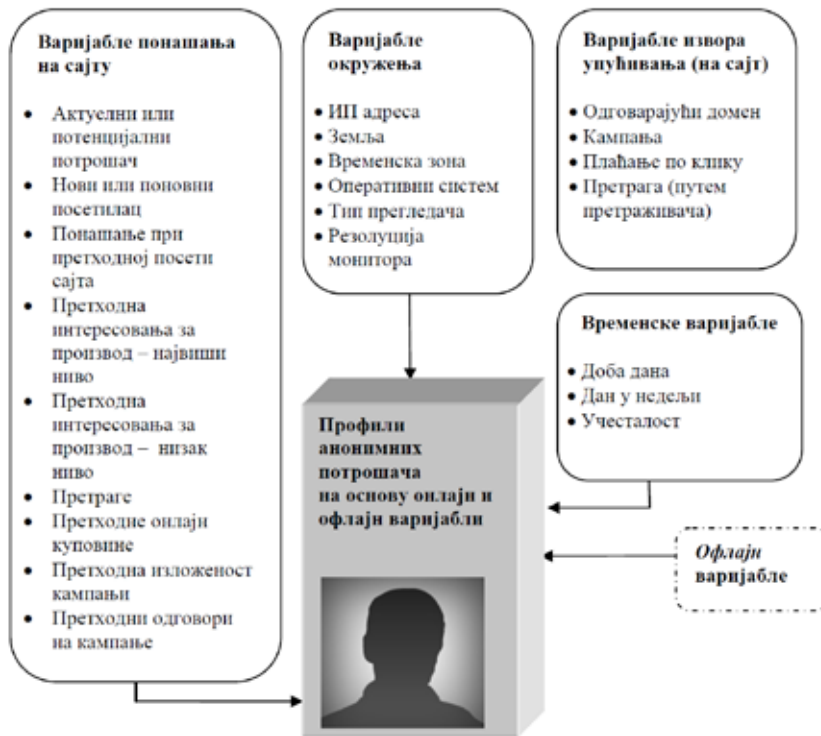 Варијабле понашања
на сајту
• Актуелни или
потенцијални
потрошач
• Нови или поновни
посетилац
• Понашање при
претходној посети
сајта
• Претходна
интересовања за
производ – највиши
ниво
• Претходна
интересовања за
производ – низак
ниво
• Претраге
• Претходне онлајн
куповине
• Претходна изложеност
кампањи
• Претходни одговори
на кампање
Варијабле
окружења
• ИП адреса
• Земља
• Временска зона
• Оперативни систем
• Тип прегледача
• Резолуција
монитора
Варијабле извора
упућивања (на сајт)
• Одговарајући домен
• Кампања
• Плаћање по клику
• Претрага (путем
претраживача)
Временске варијабле
• Доба дана
• Дан у недељи
• Учесталост
Профили
анонимних
потрошача
на основу онлајн и
офлајн варијабли
Офлајн
варијабле